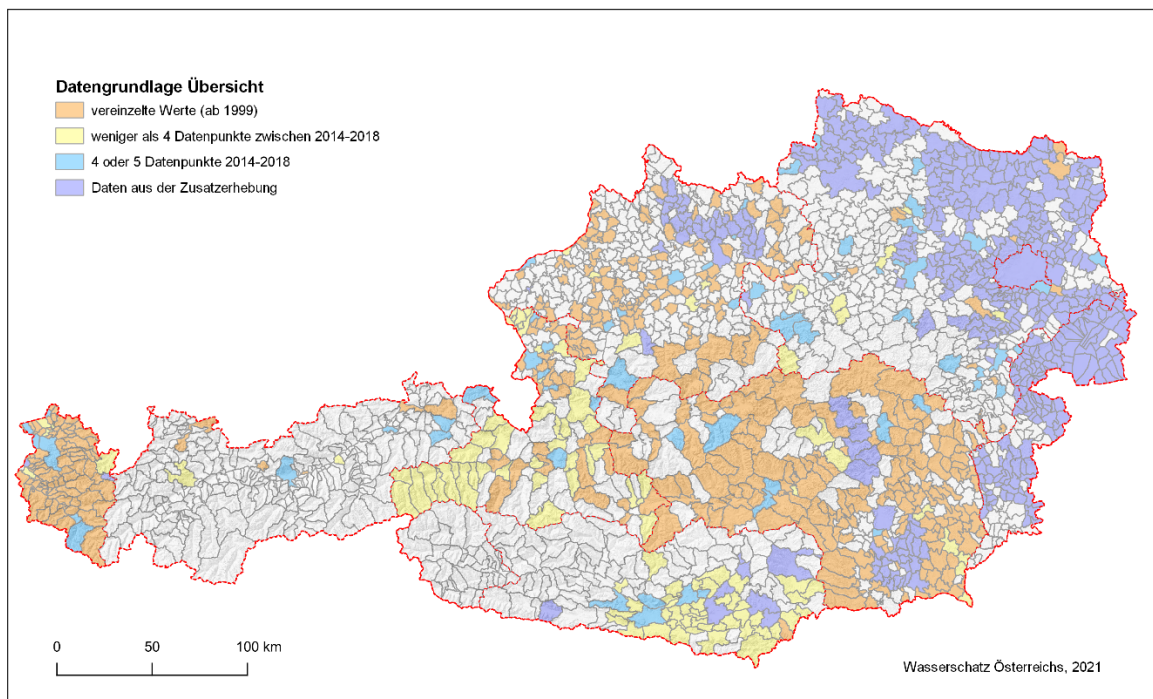 Datengrundlage Übersicht
vereinzelte Werte (ab 1999)
weniger als 4 Datenpunkte zwischen 2014-2018
4 oder 5 Datenpunkte 2014-2018
Daten aus der Zusatzerhebung
0 50 100 km
Wasserschatz Österreichs, 2021